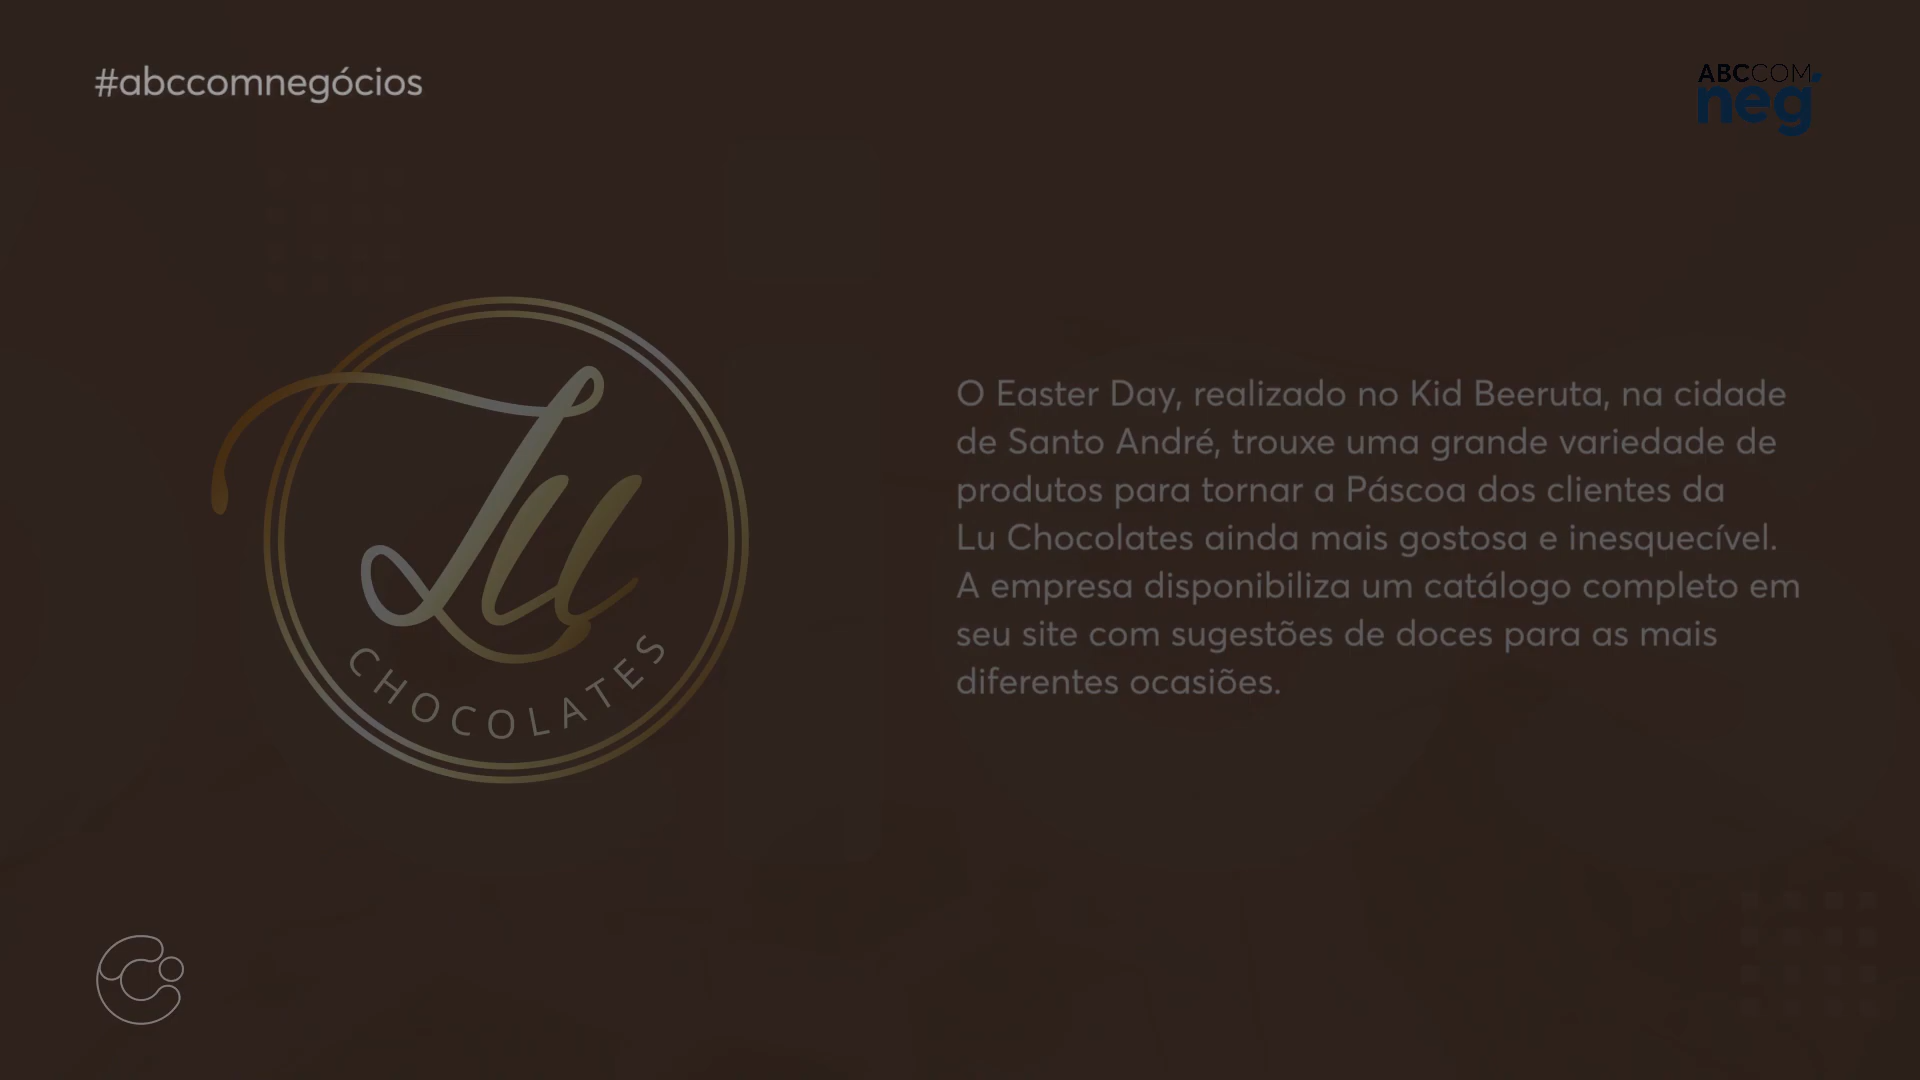 #abccomnegócios
ABCCOM
neg
Lu
CHOCOLATES
O Easter Day, realizado no Kid Beeruta, na cidade
de Santo André, trouxe uma grande variedade de
produtos para tornar a Páscoa dos clientes da
Lu Chocolates ainda mais gostosa e inesquecível.
A empresa disponibiliza um catálogo completo em
seu site com sugestões de doces para as mais
diferentes ocasiões.